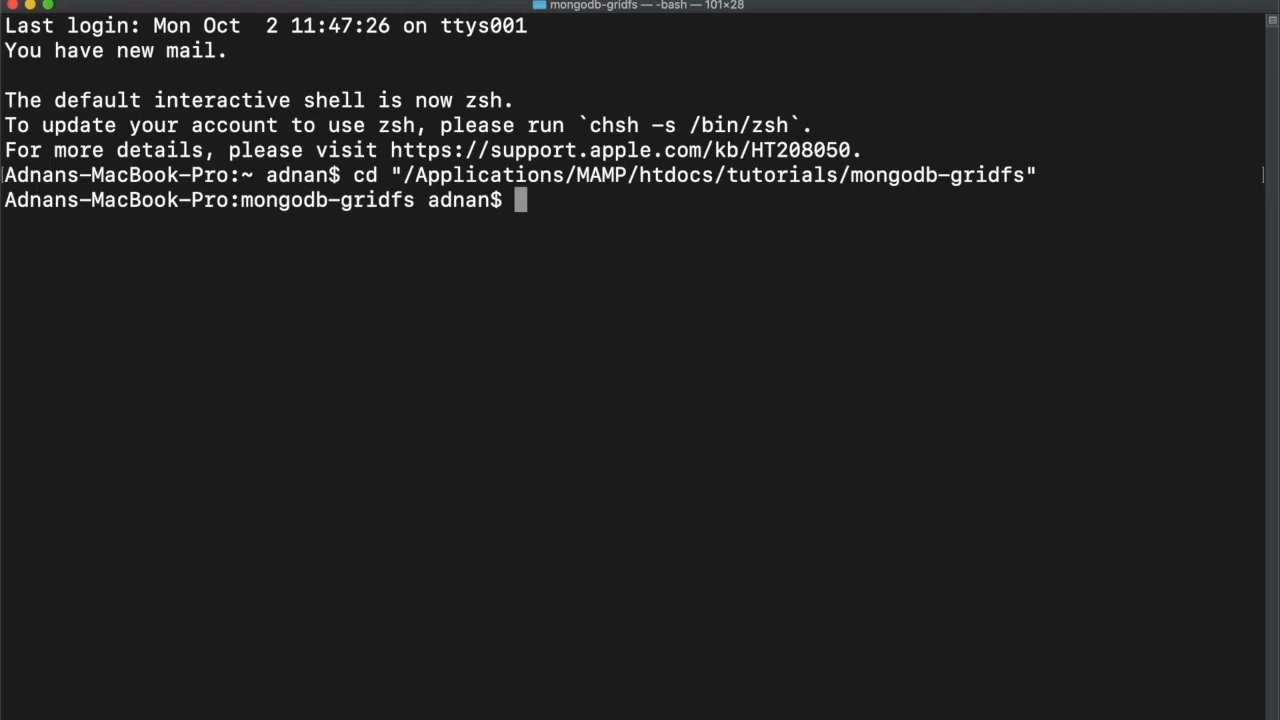 mongodb-gridfs — -bash — 101×28
Last login: Mon Oct  2 11:47:26 on ttys001
You have new mail.
The default interactive shell is now zsh.
To update your account to use zsh, please run `chsh -s /bin/zsh`.
For more details, please visit https://support.apple.com/kb/HT208050.
Adnans-MacBook-Pro:~ adnan$ cd "/Applications/MAMP/htdocs/tutorials/mongodb-gridfs"
Adnans-MacBook-Pro:mongodb-gridfs adnan$